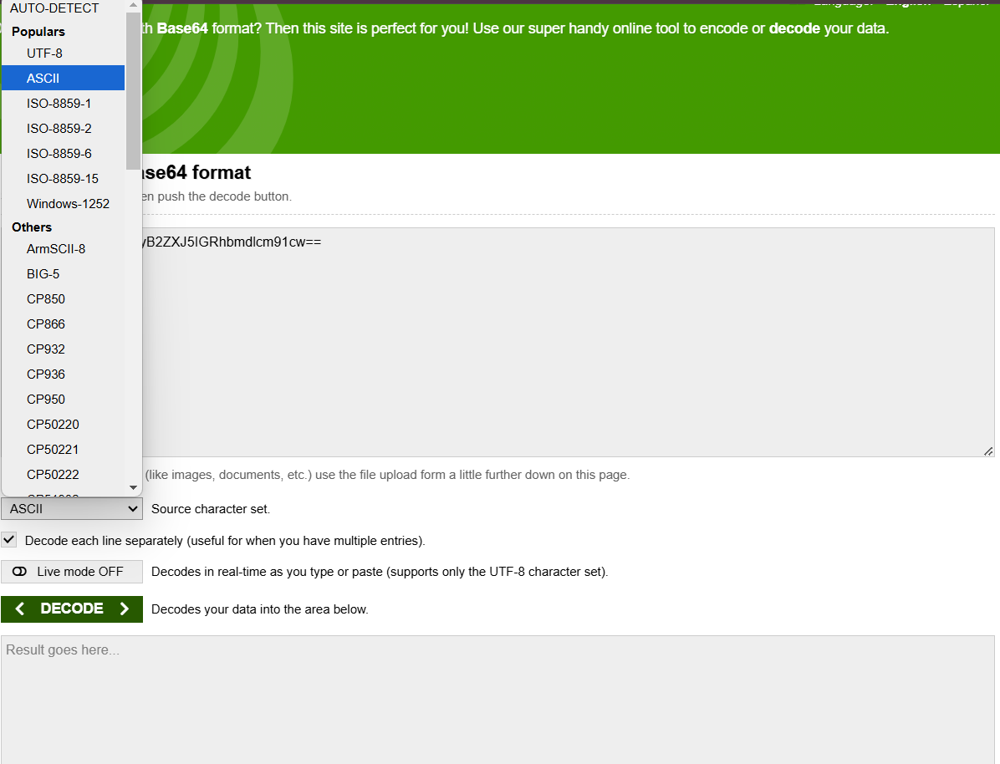 AUTO-DETECT
Populars
UTF-8
ASCII
ISO-8859-1
ISO-8859-2
ISO-8859-6
ISO-8859-15
Windows-1252
Others
ArmSCII-8
BIG-5
CP850
CP866
CP932
CP936
CP950
CP50220
CP50221
CP50222
Base64 format? Then this site is perfect for you! Use our super handy online tool to encode or decode your data.
ase64 format
en push the decode button.
yB2ZXJ5IGRhbmdlcm91cw==
(like images, documents, etc.) use the file upload form a little further down on this page.
ASCII Source character set.
Decode each line separately (useful for when you have multiple entries).
Live mode OFF Decodes in real-time as you type or paste (supports only the UTF-8 character set).
< DECODE > Decodes your data into the area below.
Result goes here...